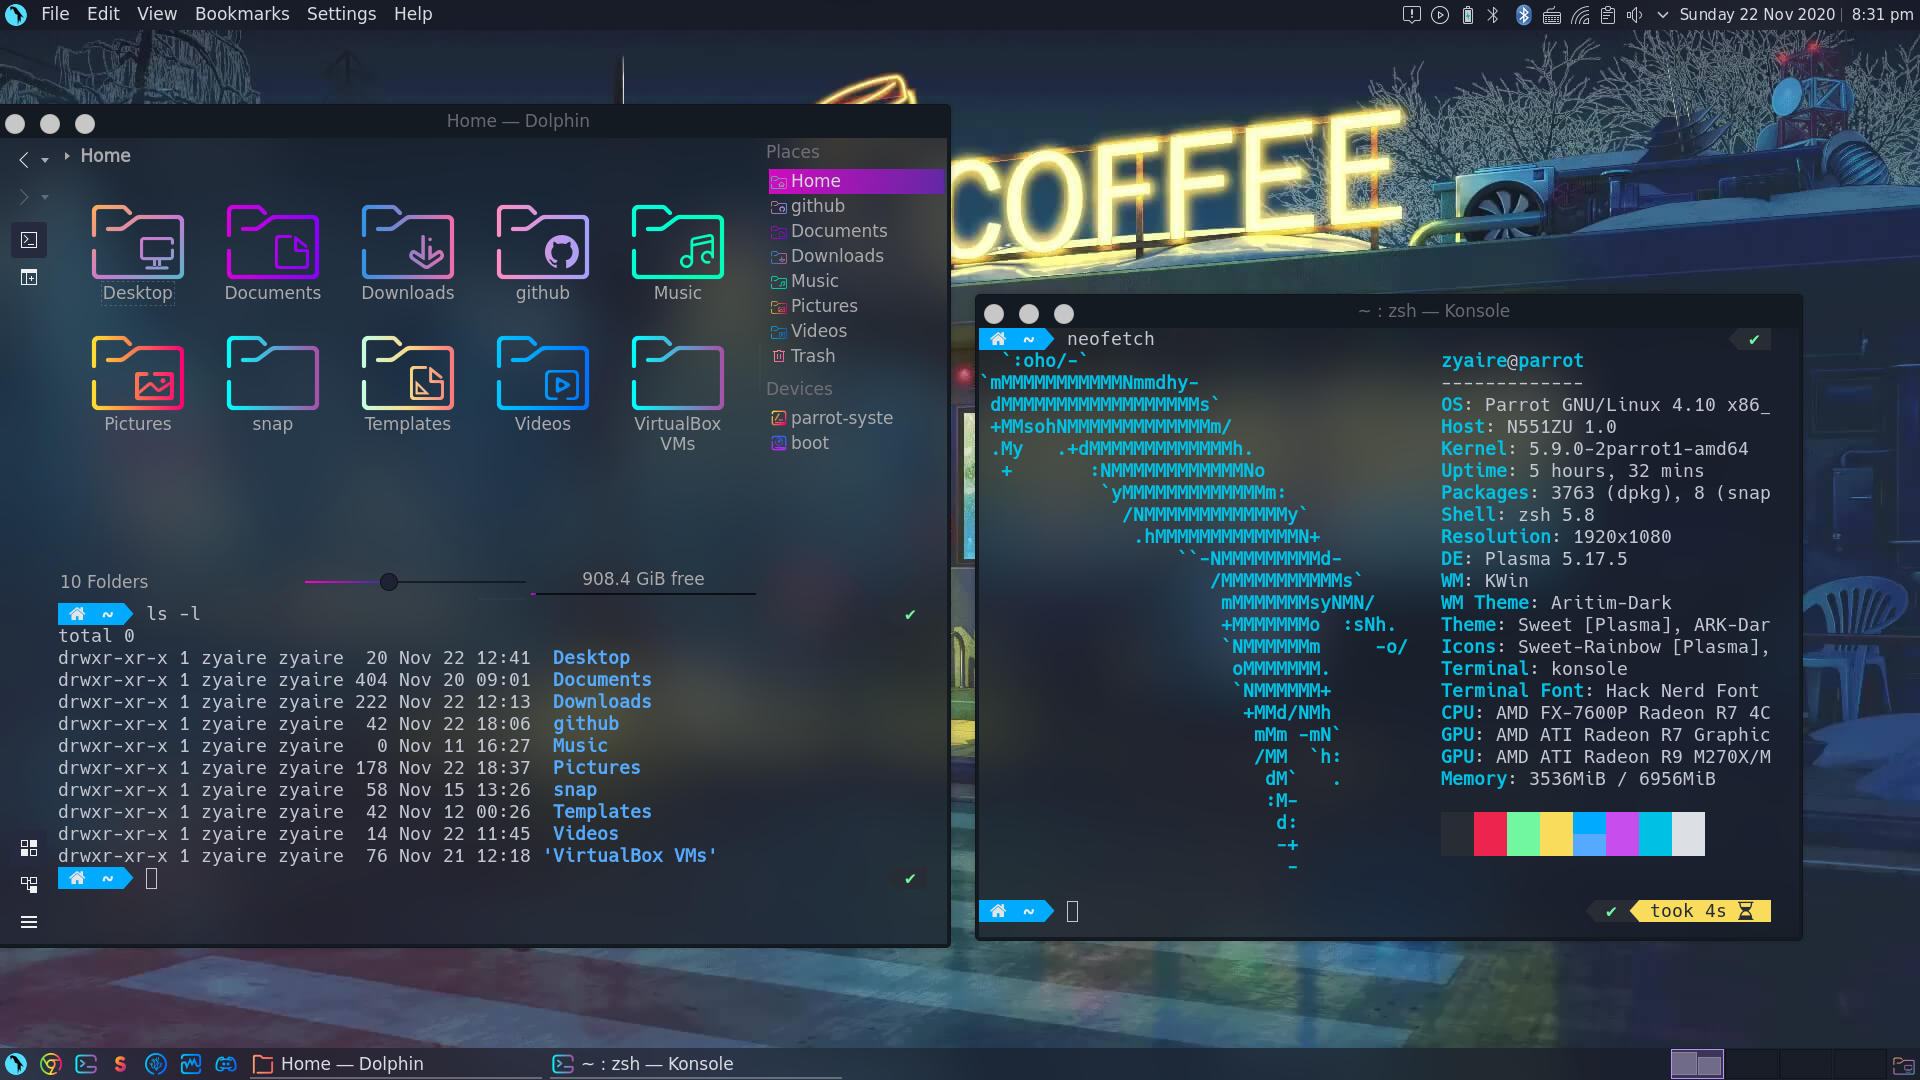 File Edit View Bookmarks Settings Help
Sunday 22 Nov 2020 8:31 pm
COFFEE
Home — Dolphin
Home
Desktop Documents Downloads github Music
Pictures snap Templates Videos VirtualBox
VMs
Places
Home
github
Documents
Downloads
Music
Pictures
Videos
Trash
Devices
parrot-syste
boot
10 Folders
908.4 GiB free
~ ls -l
total 0
drwxr-xr-x 1 zyaire zyaire  20 Nov 22 12:41  Desktop
drwxr-xr-x 1 zyaire zyaire 404 Nov 20 09:01  Documents
drwxr-xr-x 1 zyaire zyaire 222 Nov 22 12:13  Downloads
drwxr-xr-x 1 zyaire zyaire  42 Nov 22 18:06  github
drwxr-xr-x 1 zyaire zyaire   0 Nov 11 16:27  Music
drwxr-xr-x 1 zyaire zyaire 178 Nov 22 18:37  Pictures
drwxr-xr-x 1 zyaire zyaire  58 Nov 15 13:26  snap
drwxr-xr-x 1 zyaire zyaire  42 Nov 12 00:26  Templates
drwxr-xr-x 1 zyaire zyaire  14 Nov 22 11:45  Videos
drwxr-xr-x 1 zyaire zyaire  76 Nov 21 12:18 'VirtualBox VMs'
~
~ : zsh — Konsole
~ neofetch
`:oho/-`
`mMMMMMMMMMMMNmmdhy-
dMMMMMMMMMMMMMMMMMMs`
+MMsohNMMMMMMMMMMMMMm/
.My   .+dMMMMMMMMMMMMMh.
+       :NMMMMMMMMMMMMNo
`yMMMMMMMMMMMMMm:
/NMMMMMMMMMMMMMy`
.hMMMMMMMMMMMMMN+
``-NMMMMMMMMMd-
/MMMMMMMMMMMs`
mMMMMMMMsyNMN/
+MMMMMMMo  :sNh.
`NMMMMMMm     -o/
oMMMMMMM.
`NMMMMMM+
+MMd/NMh
mMm -mN`
/MM  `h:
dM`   .
:M-
d:
-+
-
zyaire@parrot
-------------
OS: Parrot GNU/Linux 4.10 x86_
Host: N551ZU 1.0
Kernel: 5.9.0-2parrot1-amd64
Uptime: 5 hours, 32 mins
Packages: 3763 (dpkg), 8 (snap
Shell: zsh 5.8
Resolution: 1920x1080
DE: Plasma 5.17.5
WM: KWin
WM Theme: Aritim-Dark
Theme: Sweet [Plasma], ARK-Dar
Icons: Sweet-Rainbow [Plasma],
Terminal: konsole
Terminal Font: Hack Nerd Font
CPU: AMD FX-7600P Radeon R7 4C
GPU: AMD ATI Radeon R7 Graphic
GPU: AMD ATI Radeon R9 M270X/M
Memory: 3536MiB / 6956MiB
~
took 4s
Home — Dolphin
~ : zsh — Konsole